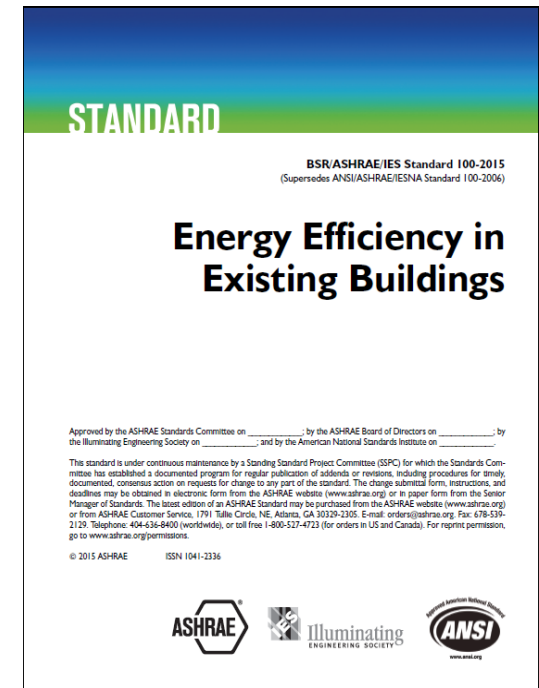 STANDARD
BSR/ASHRAE/IES Standard 100-2015
(Supersedes ANSI/ASHRAE/IESNA Standard 100-2006)
Energy Efficiency in
Existing Buildings
Approved by the ASHRAE Standards Committee on ____________; by the ASHRAE Board of Directors on ____________; by
the Illuminating Engineering Society on ____________; and by the American National Standards Institute on ____________.
This standard is under continuous maintenance by a Standing Standard Project Committee (SSPC) for which the Standards Com-
mittee has established a documented program for regular publication of addenda or revisions, including procedures for timely,
documented, consensus action on requests for change to any part of the standard. The change submittal form, instructions, and
deadlines may be obtained in electronic form from the ASHRAE website (www.ashrae.org) or in paper form from the Senior
Manager of Standards. The latest edition of an ASHRAE Standard may be purchased from the ASHRAE website (www.ashrae.org)
or from ASHRAE Customer Service, 1791 Tullie Circle, NE, Atlanta, GA 30329-2305. E-mail: orders@ashrae.org. Fax: 678-539-
2129. Telephone: 404-636-8400 (worldwide), or toll free 1-800-527-4723 (for orders in US and Canada). For reprint permission,
go to www.ashrae.org/permissions.
© 2015 ASHRAE ISSN 1041-2336
ASHRAE
IES
Illuminating
ENGINEERING SOCIETY
Approved American National Standard
ANSI
www.ansi.org